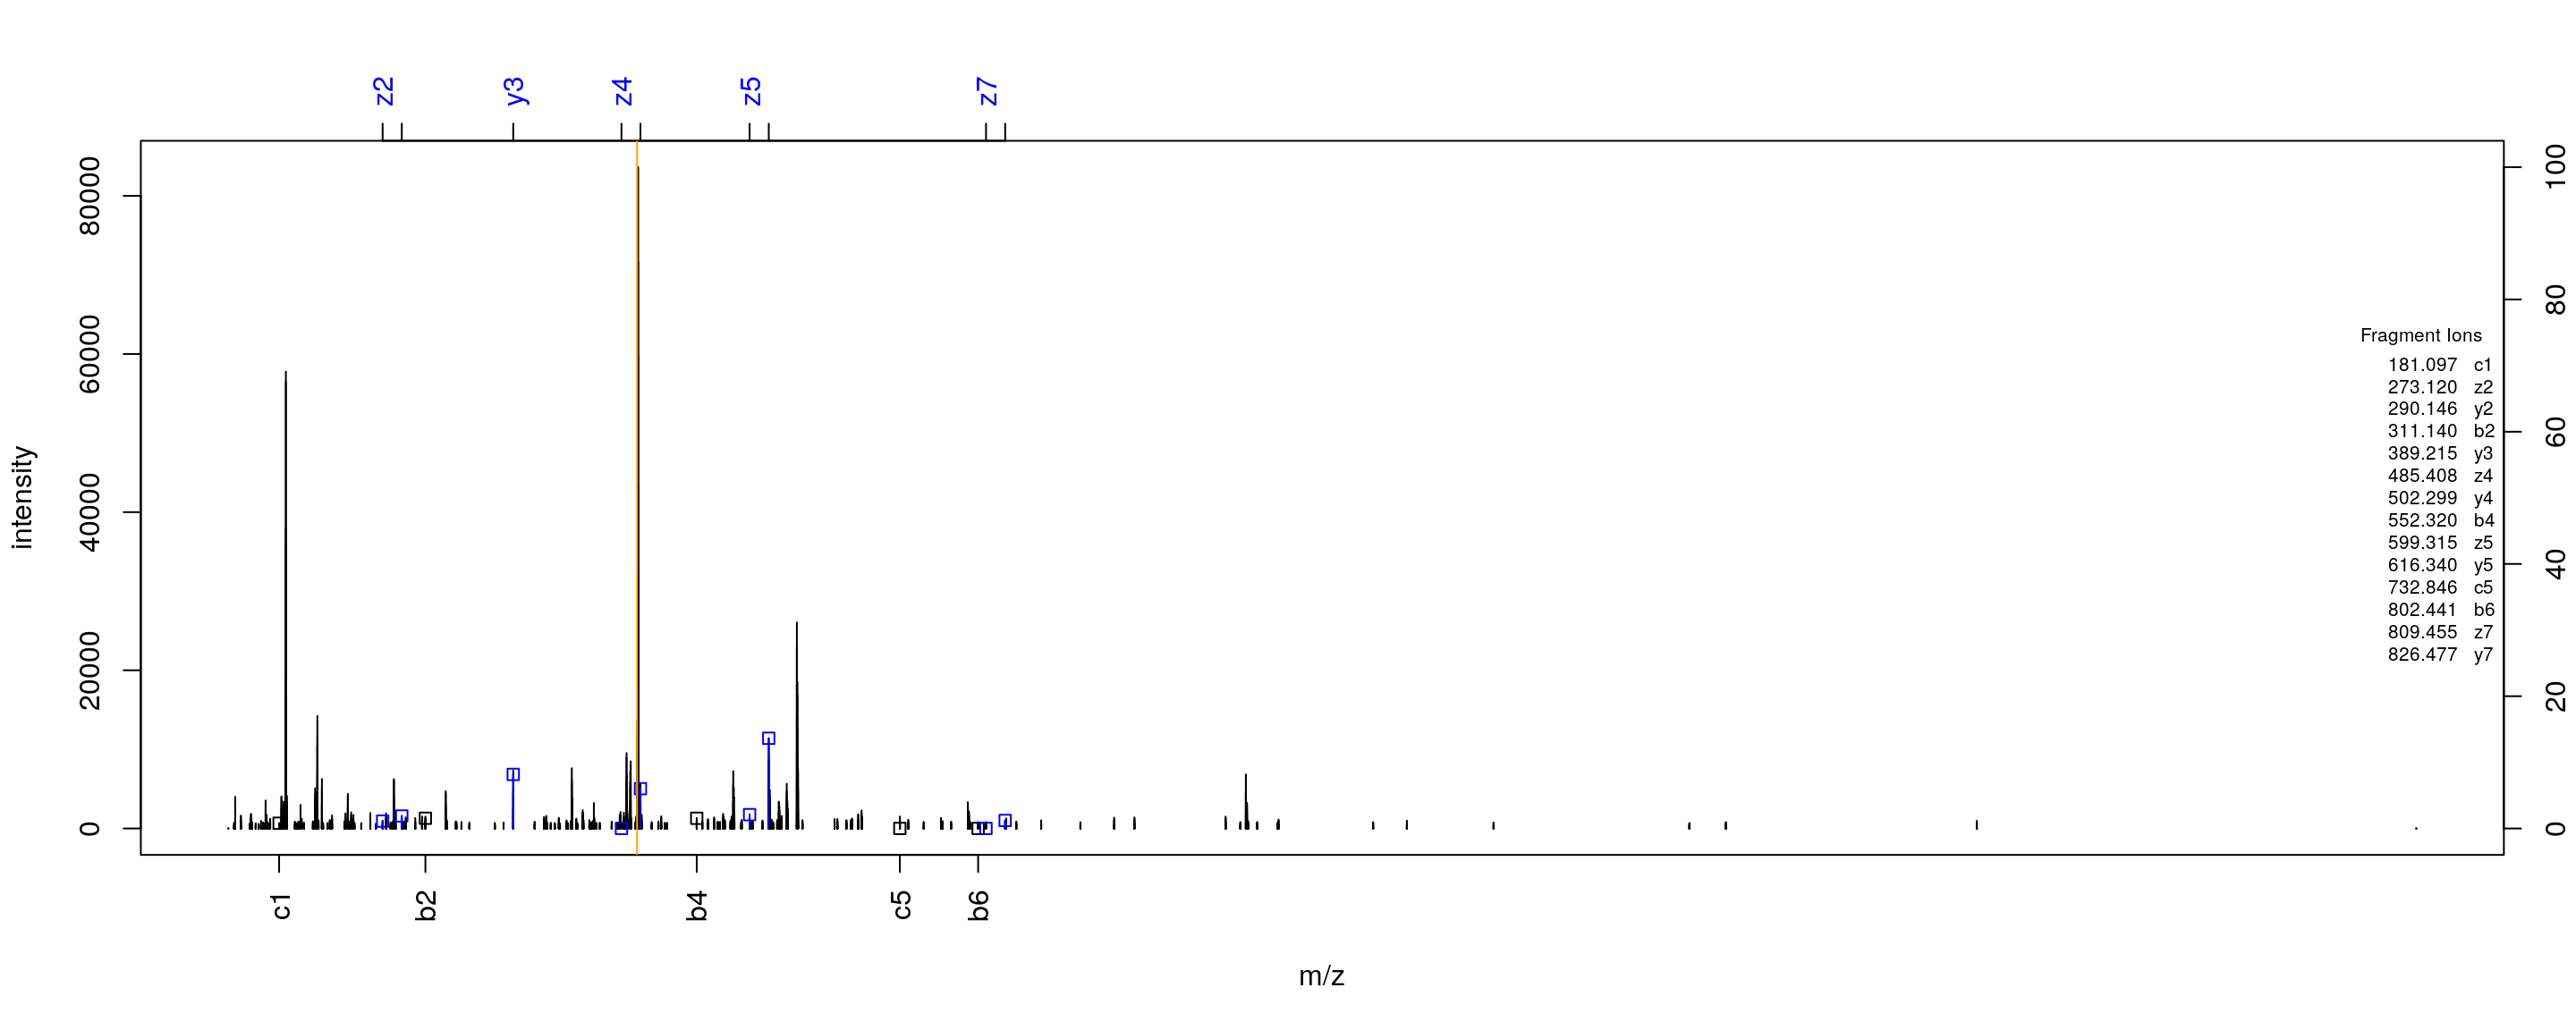 z2 y3 z4 z5 z7
80000
60000
40000
20000
0
intensity
100
80
60
40
20
0
Fragment Ions
181.097 c1
273.120 z2
290.146 y2
311.140 b2
389.215 y3
485.408 z4
502.299 y4
552.320 b4
599.315 z5
616.340 y5
732.846 c5
802.441 b6
809.455 z7
826.477 y7
c1 b2 b4 c5 b6
m/z